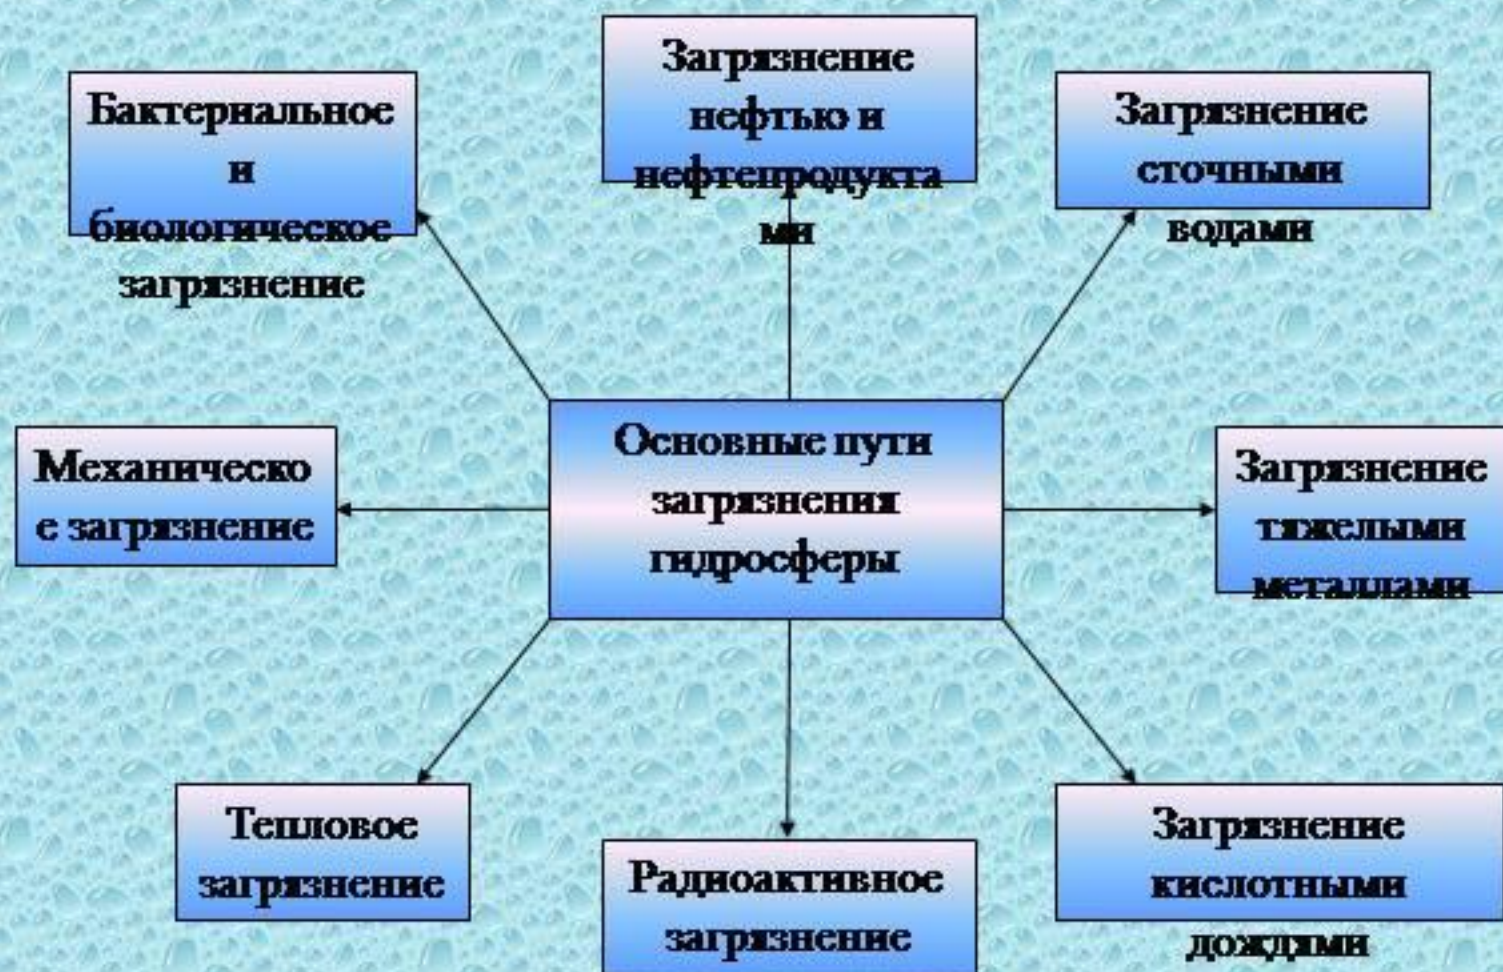 Загрязнение
нефтью и
нефтепродукта
ми
Бактериальное
и
биологическое
загрязнение
Загрязнение
сточными
водами
Основные пути
загрязнения
гидросферы
Механическо
е загрязнение
Загрязнение
тяжелыми
металлами
Тепловое
загрязнение
Радиоактивное
загрязнение
Загрязнение
кислотными
дождями